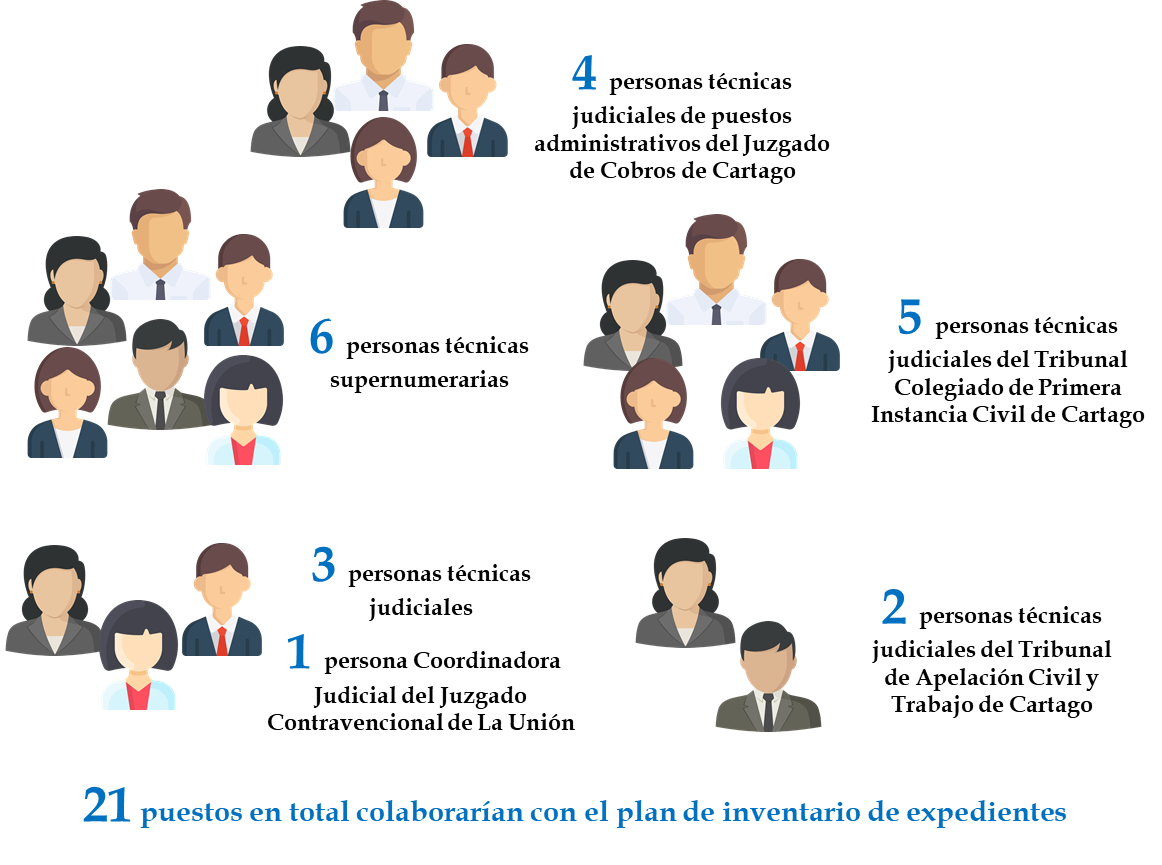 4 personas técnicas
judiciales de puestos
administrativos del Juzgado
de Cobros de Cartago
6 personas técnicas
supernumerarias
5 personas técnicas
judiciales del Tribunal
Colegiado de Primera
Instancia Civil de Cartago
3 personas técnicas
judiciales
1 persona Coordinadora
Judicial del Juzgado
Contravencional de La Unión
2 personas técnicas
judiciales del Tribunal
de Apelación Civil y
Trabajo de Cartago
21 puestos en total colaborarían con el plan de inventario de expedientes